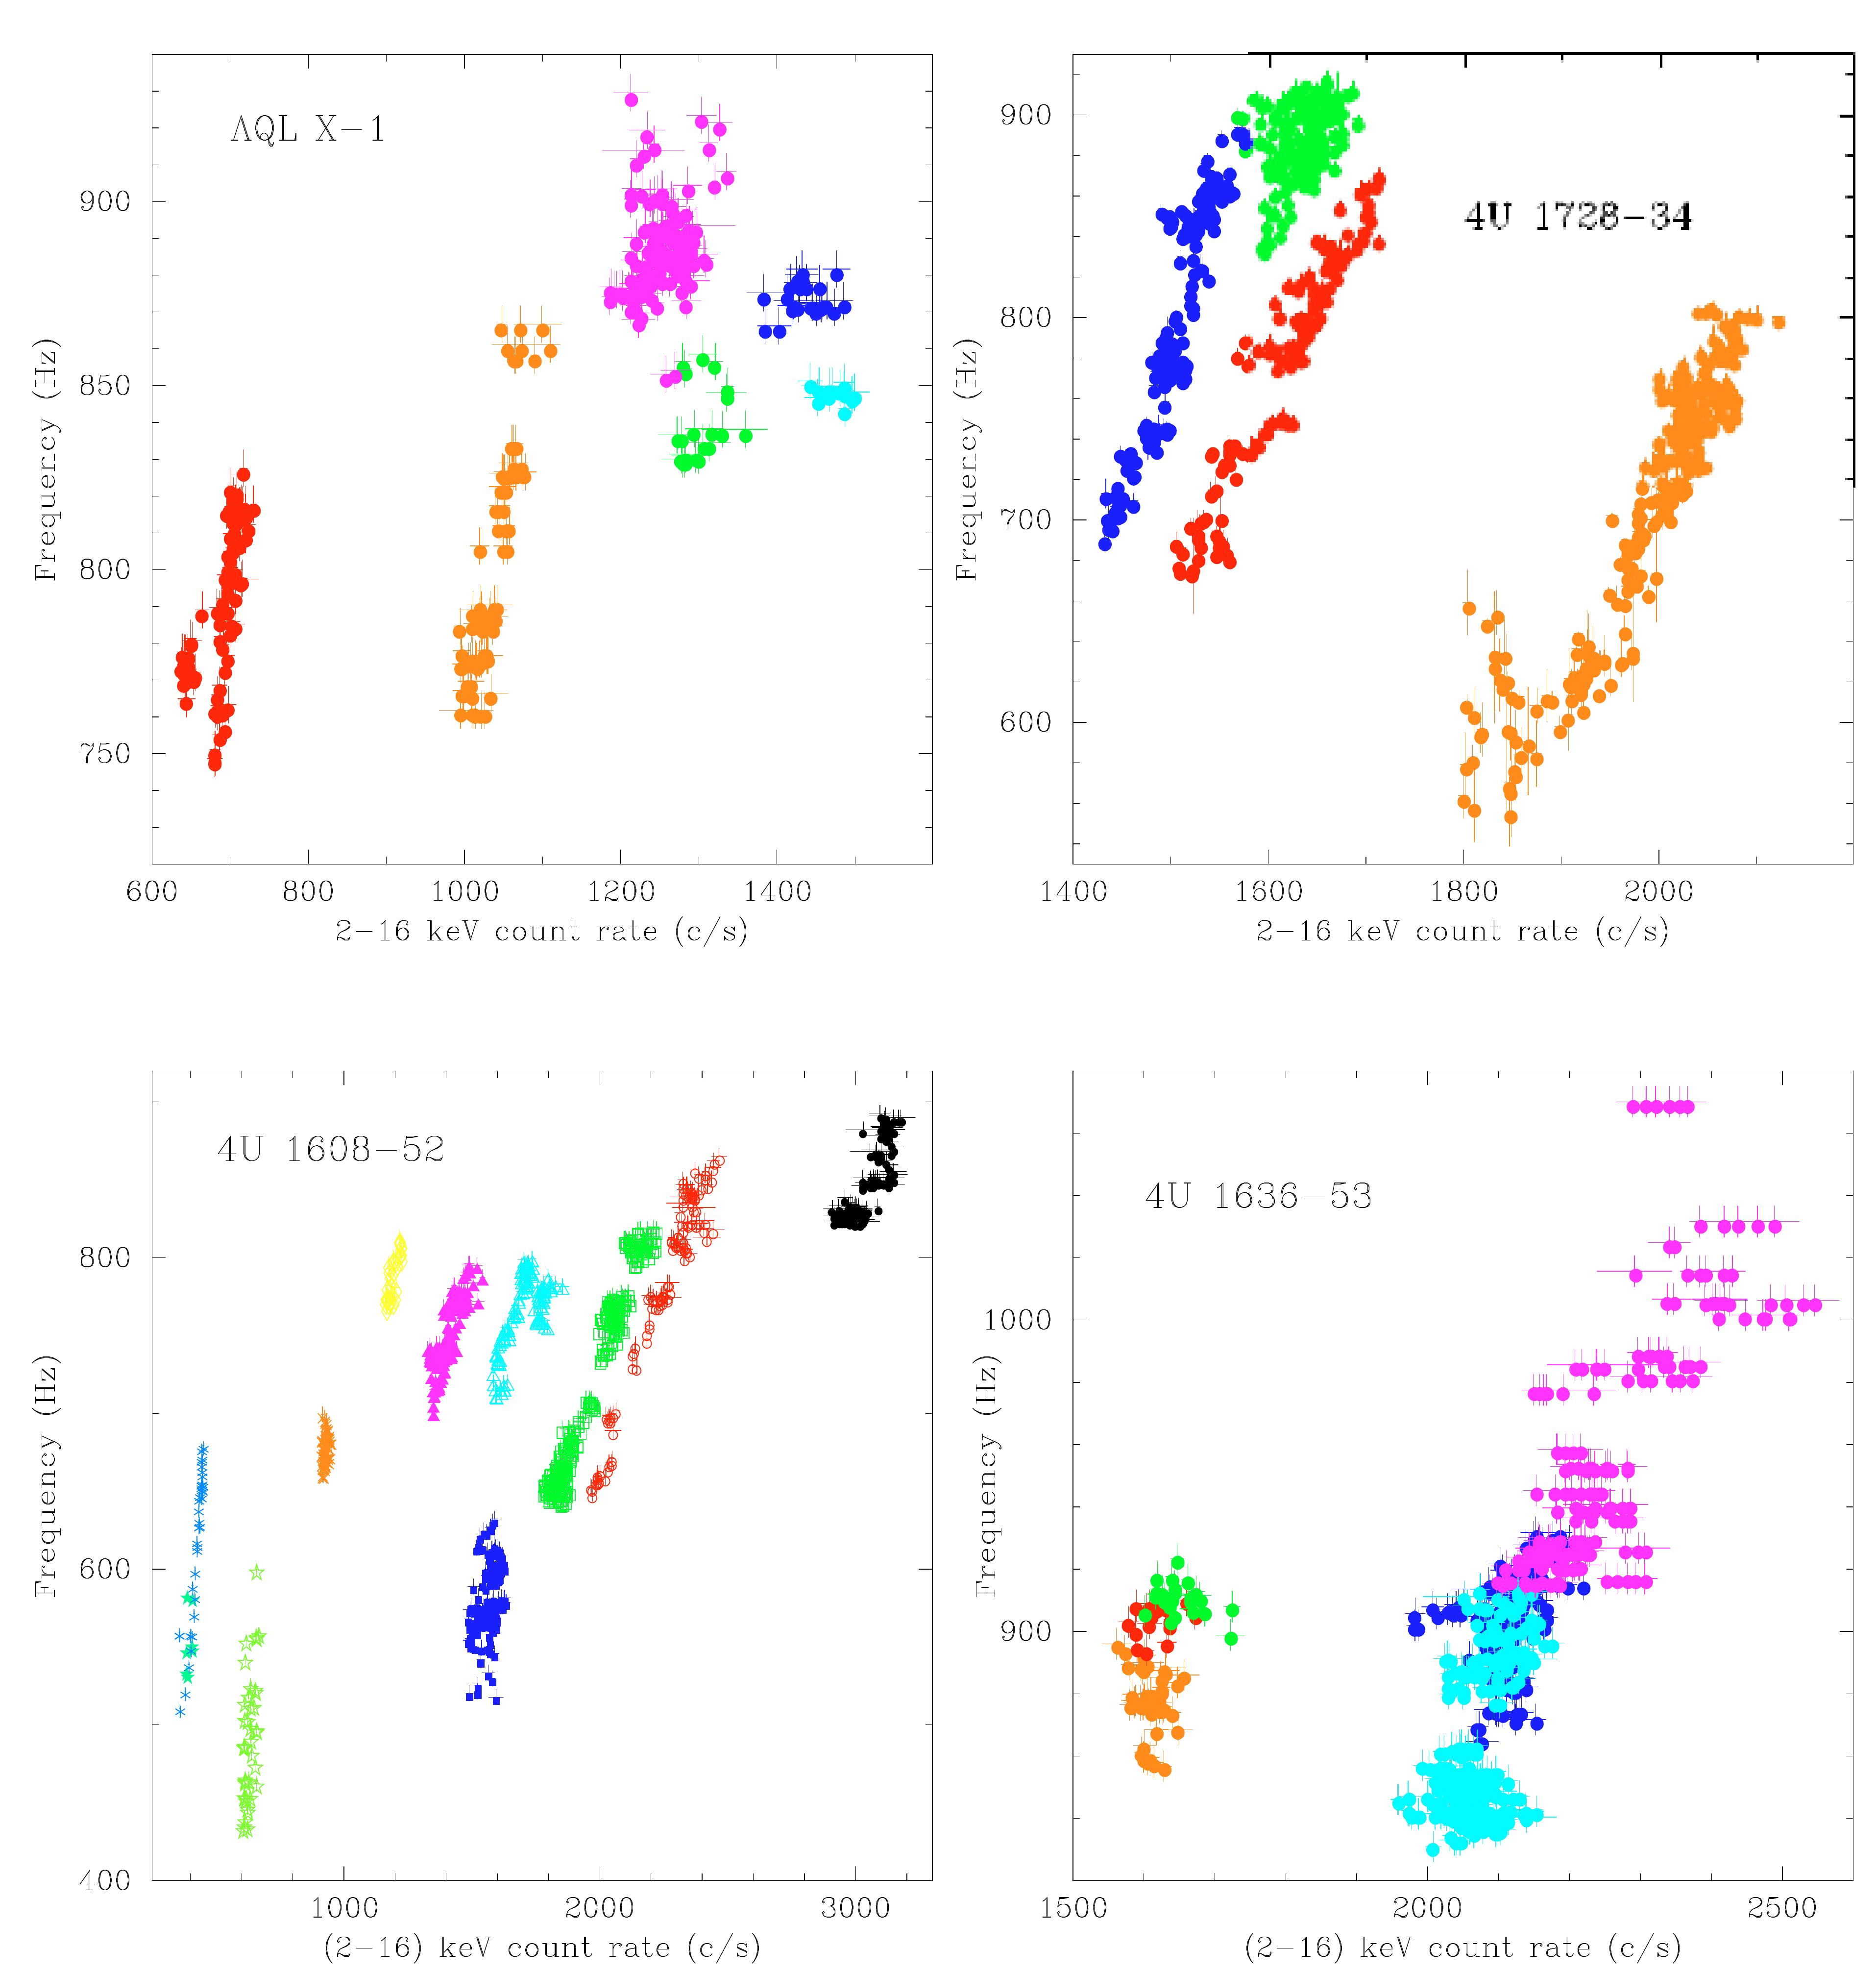 AQL X-1
900
850
800
750
Frequency (Hz)
600 800 1000 1200 1400
2-16 keV count rate (c/s)
4U 1728-34
900
800
700
600
Frequency (Hz)
1400 1600 1800 2000
2-16 keV count rate (c/s)
4U 1608-52
800
600
400
Frequency (Hz)
1000 2000 3000
(2-16) keV count rate (c/s)
4U 1636-53
1000
900
Frequency (Hz)
1500 2000 2500
(2-16) keV count rate (c/s)